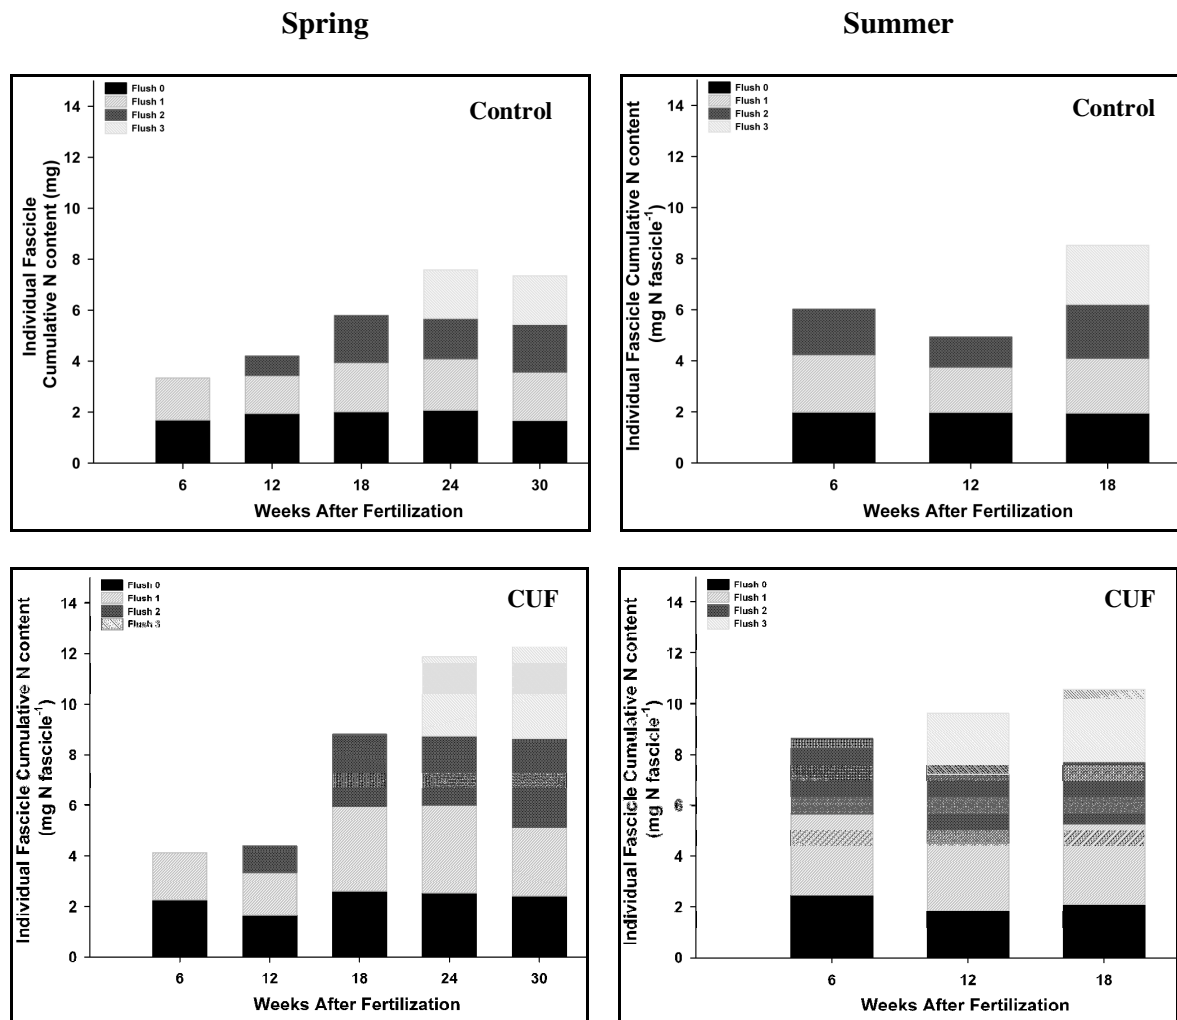 Spring
Summer
Flush 0
Flush 1
Flush 2
Flush 3
Control
14
12
10
8
6
4
2
0
Individual Fascicle
Cumulative N content (mg)
6 12 18 24 30
Weeks After Fertilization
Flush 0
Flush 1
Flush 2
Flush 3
Control
14
12
10
8
6
4
2
0
Individual Fascicle Cumulative N content
(mg N fascicle-1)
6 12 18
Weeks After Fertilization
Flush 0
Flush 1
Flush 2
Flush 3
CUF
14
12
10
8
6
4
2
0
Individual Fascicle Cumulative N content
(mg N fascicle-1)
6 12 18 24 30
Weeks After Fertilization
Flush 0
Flush 1
Flush 2
Flush 3
CUF
14
12
10
8
6
4
2
0
Individual Fascicle Cumulative N content
(mg N fascicle-1)
6 12 18
Weeks After Fertilization